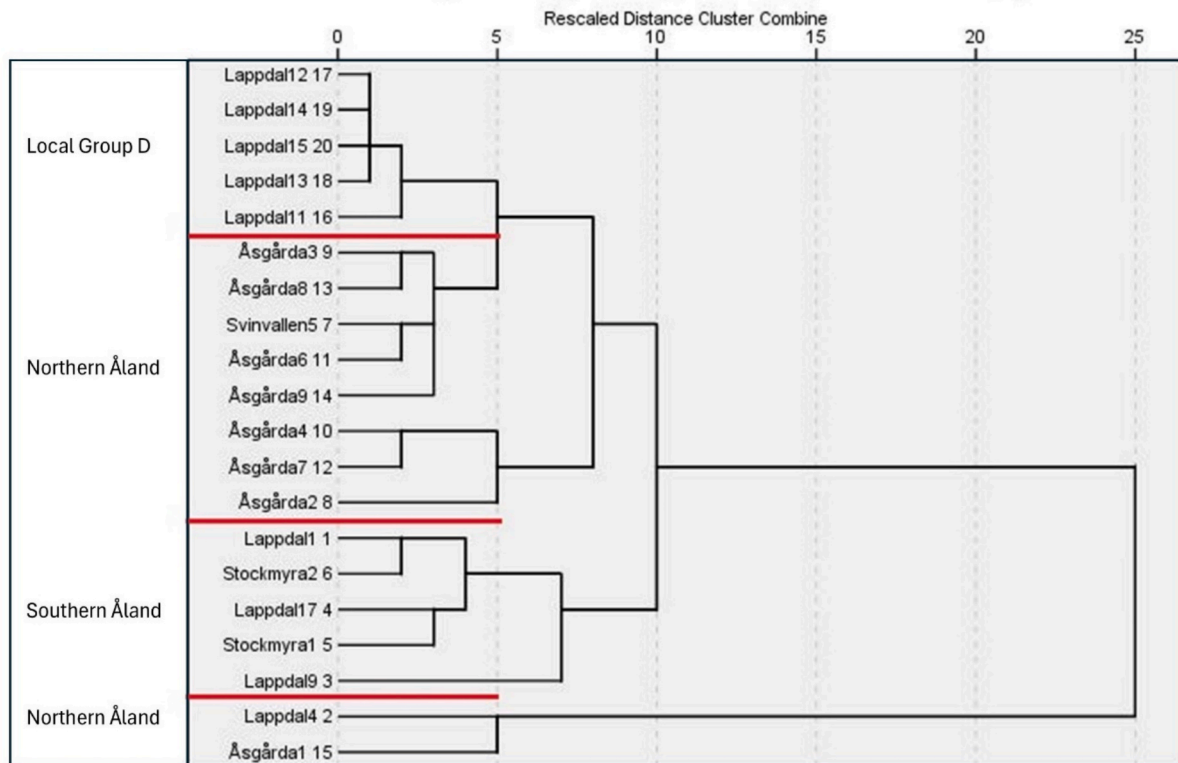 Rescaled Distance Cluster Combine
0 5 10 15 20 25
Local Group D
Lappdal12 17
Lappdal14 19
Lappdal15 20
Lappdal13 18
Lappdal11 16
Northern Åland
Åsgårda3 9
Åsgårda8 13
Svinvallen5 7
Åsgårda6 11
Åsgårda9 14
Åsgårda4 10
Åsgårda7 12
Åsgårda2 8
Southern Åland
Lappdal1 1
Stockmyra2 6
Lappdal17 4
Stockmyra1 5
Lappdal9 3
Northern Åland
Lappdal4 2
Åsgårda1 15